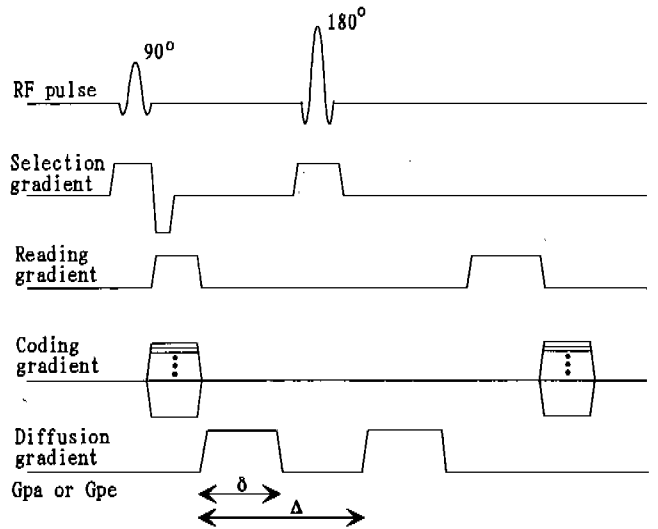 90°
180°
RF pulse
Selection
gradient
Reading
gradient
Coding
gradient
Diffusion
gradient
Gpa or Gpe
δ
Δ